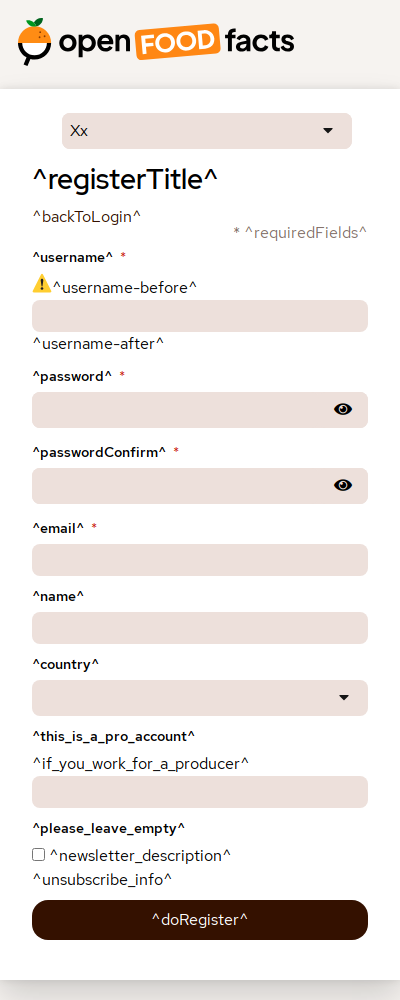 open FOOD facts
Xx
^registerTitle^
^backToLogin^
* ^requiredFields^
^username^ *
⚠️^username-before^
^username-after^
^password^ *
^passwordConfirm^ *
^email^ *
^name^
^country^
^this_is_a_pro_account^
^if_you_work_for_a_producer^
^please_leave_empty^
^newsletter_description^
^unsubscribe_info^
^doRegister^